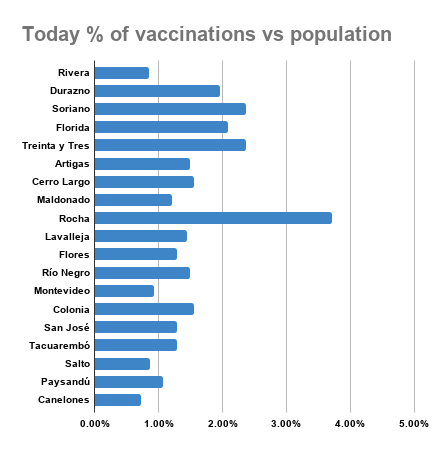 Today % of vaccinations vs population
Rivera
Durazno
Soriano
Florida
Treinta y Tres
Artigas
Cerro Largo
Maldonado
Rocha
Lavalleja
Flores
Río Negro
Montevideo
Colonia
San José
Tacuarembó
Salto
Paysandú
Canelones
0.00% 1.00% 2.00% 3.00% 4.00% 5.00%